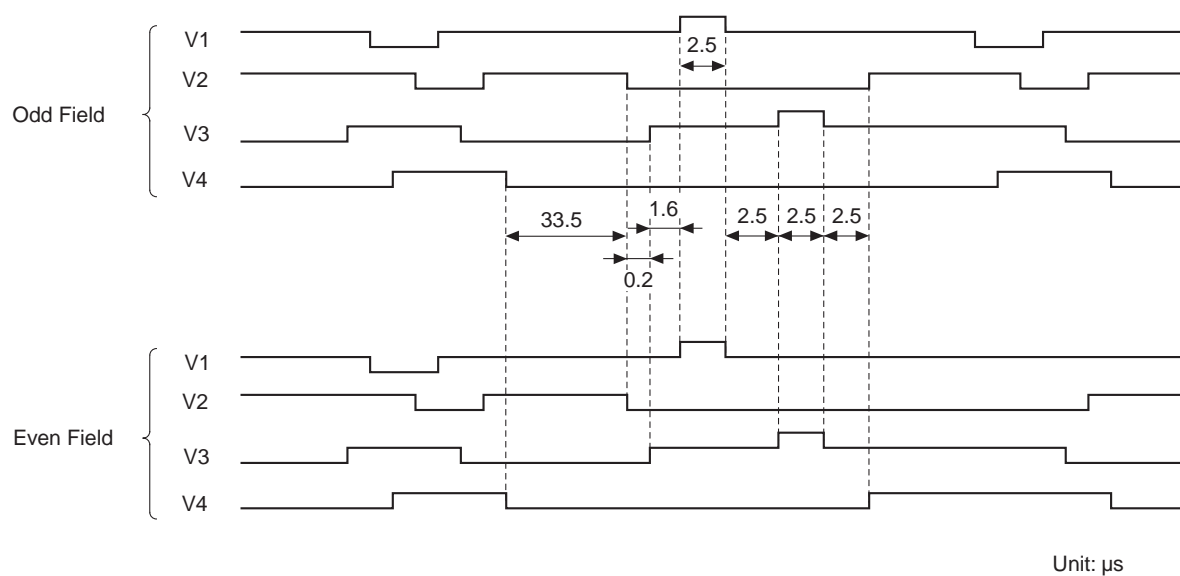 V1
2.5
V2
Odd Field
V3
V4
33.5
1.6
2.5 2.5 2.5
0.2
V1
V2
Even Field
V3
V4
Unit: μs